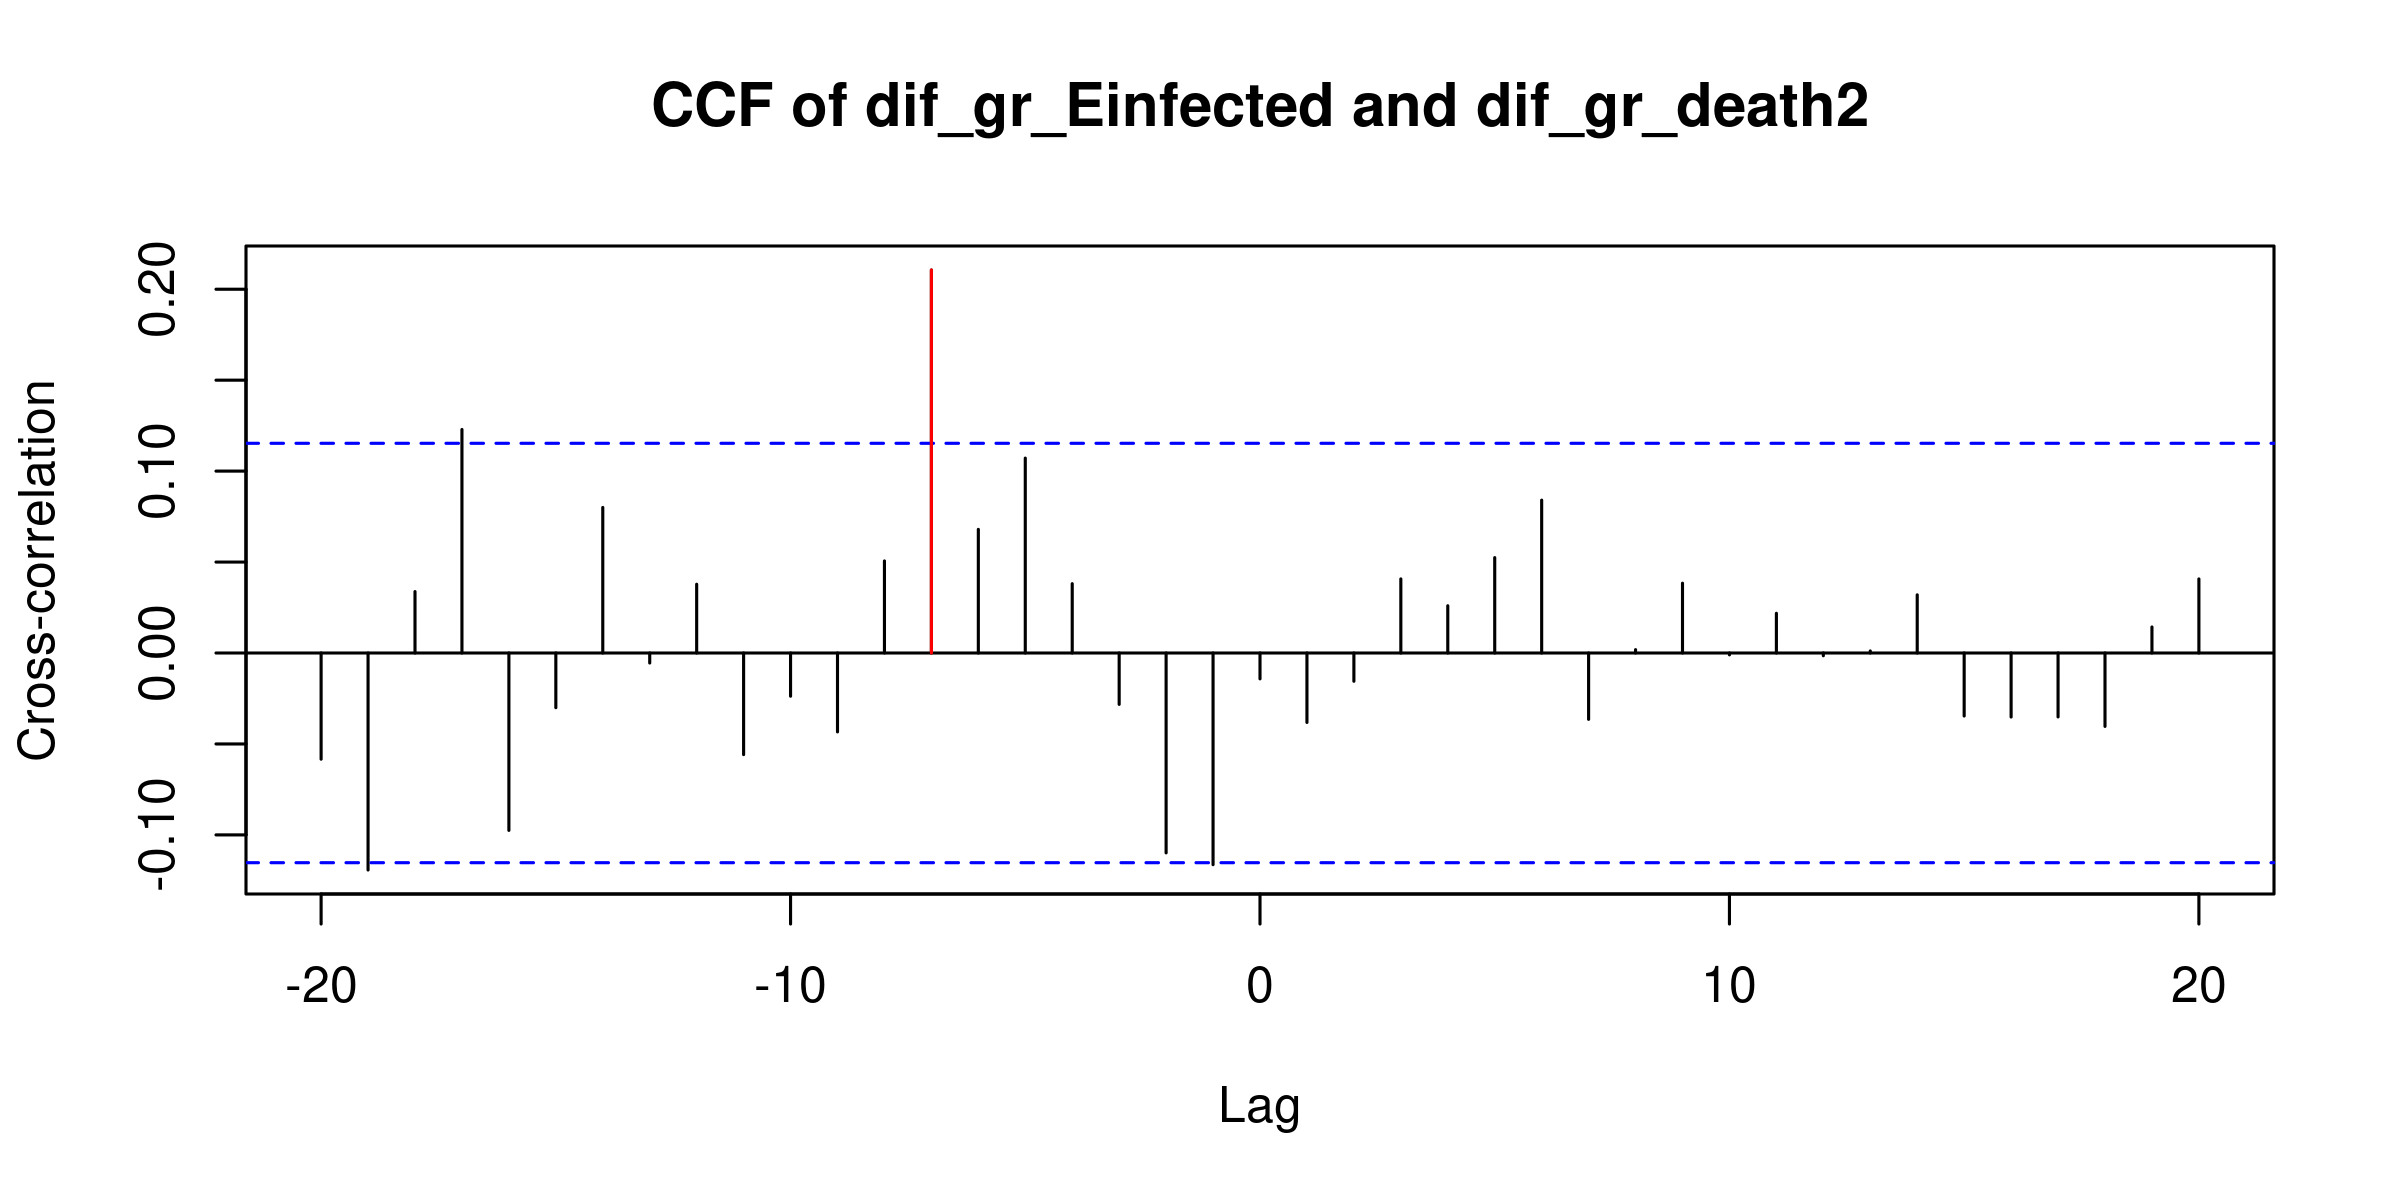 CCF of dif_gr_Einfected and dif_gr_death2
Cross-correlation
0.20
0.10
0.00
-0.10
-20 -10 0 10 20
Lag